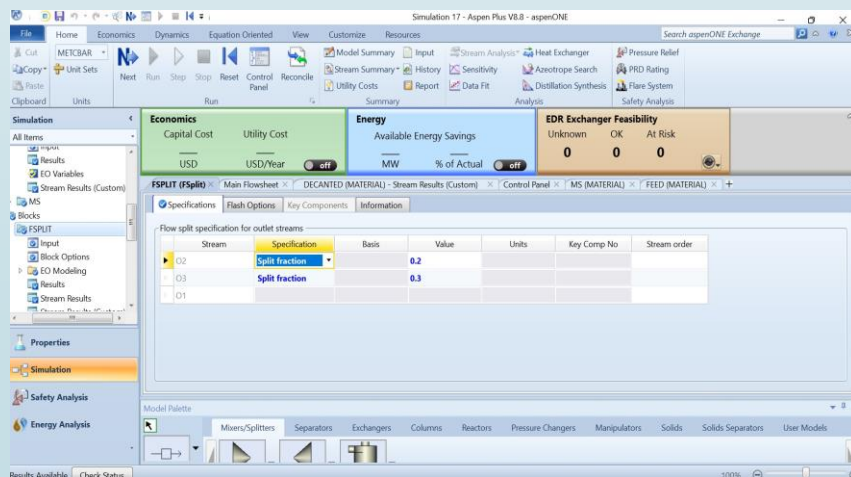 Simulation 17 - Aspen Plus V8.8 - aspenONE
File Home Economics Dynamics Equation Oriented View Customize Resources Search aspenONE Exchange
Cut METCBAR Model Summary Input Stream Analysis Heat Exchanger Pressure Relief
Copy Unit Sets Next Run Step Stop Reset Control Panel Reconcile Stream Summary History Sensitivity Azeotrope Search PRD Rating
Paste Utility Costs Report Data Fit Distillation Synthesis Flare System
Clipboard Units Run Summary Analysis Safety Analysis
Simulation
All Items
Input
Results
EO Variables
Stream Results (Custom)
MS
Blocks
FSPLIT
Input
Block Options
EO Modeling
Results
Stream Results
Stream Results (Custom)
Properties
Simulation
Safety Analysis
Energy Analysis
Economics Energy EDR Exchanger Feasibility
Capital Cost Utility Cost Available Energy Savings Unknown OK At Risk
USD USD/Year off MW % of Actual off 0 0 0
FSPLIT (FSplit) Main Flowsheet DECANTED (MATERIAL) - Stream Results (Custom) Control Panel MS (MATERIAL) FEED (MATERIAL) +
Specifications Flash Options Key Components Information
Flow split specification for outlet streams
Stream Specification Basis Value Units Key Comp No Stream order
O2 Split fraction 0.2
O3 Split fraction 0.3
O1
Model Palette
Mixers/Splitters Separators Exchangers Columns Reactors Pressure Changers Manipulators Solids Solids Separators User Models
Results Available Check Status 100%